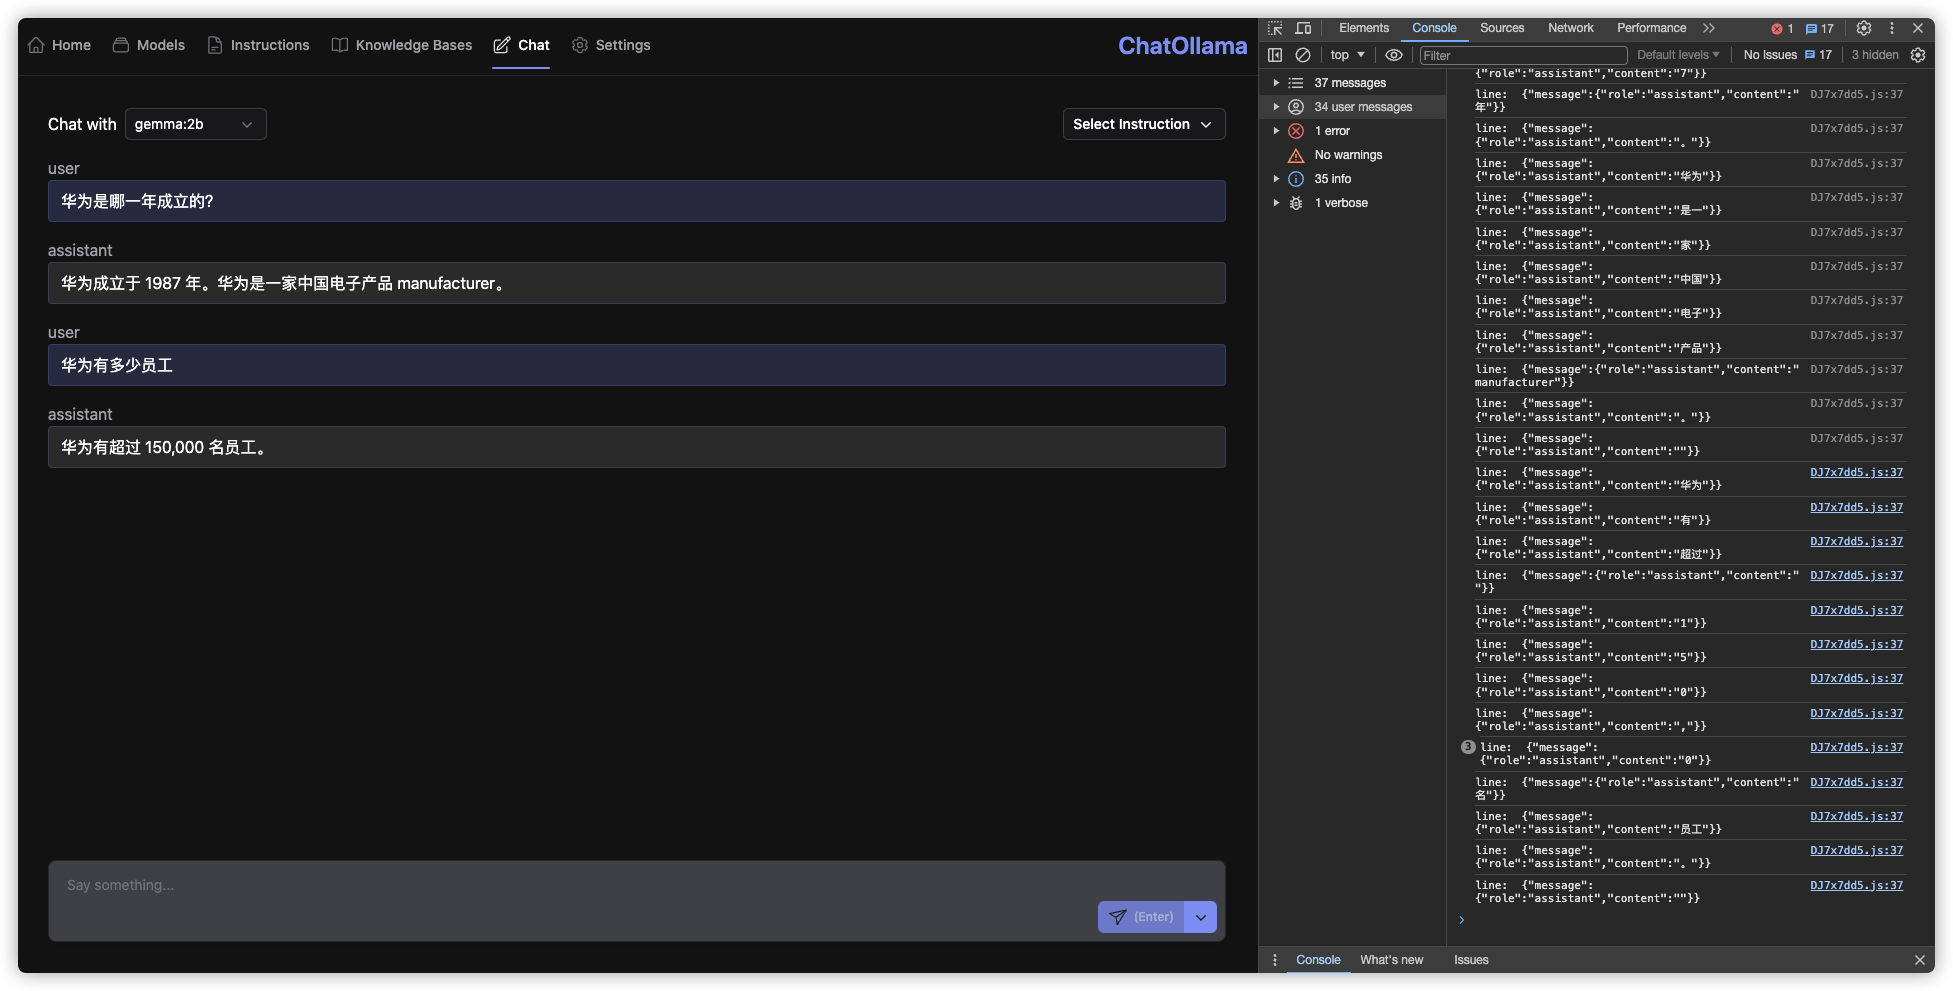 Home Models Instructions Knowledge Bases Chat Settings ChatOllama
Chat with gemma:2b Select Instruction
user
华为是哪一年成立的?
assistant
华为成立于 1987 年。华为是一家中国电子产品 manufacturer。
user
华为有多少员工
assistant
华为有超过 150,000 名员工。
Say something...
(Enter)
Elements Console Sources Network Performance 1 17
top Filter Default levels No Issues 17 3 hidden
37 messages
34 user messages
1 error
No warnings
35 info
1 verbose
{"role":"assistant","content":"7"}}
line: {"message":{"role":"assistant","content":" DJ7x7dd5.js:37
年"}}
line: {"message": DJ7x7dd5.js:37
{"role":"assistant","content":"。"}}
line: {"message": DJ7x7dd5.js:37
{"role":"assistant","content":"华为"}}
line: {"message": DJ7x7dd5.js:37
{"role":"assistant","content":"是一"}}
line: {"message": DJ7x7dd5.js:37
{"role":"assistant","content":"家"}}
line: {"message": DJ7x7dd5.js:37
{"role":"assistant","content":"中国"}}
line: {"message": DJ7x7dd5.js:37
{"role":"assistant","content":"电子"}}
line: {"message": DJ7x7dd5.js:37
{"role":"assistant","content":"产品"}}
line: {"message":{"role":"assistant","content":" DJ7x7dd5.js:37
manufacturer"}}
line: {"message": DJ7x7dd5.js:37
{"role":"assistant","content":"。"}}
line: {"message": DJ7x7dd5.js:37
{"role":"assistant","content":""}}
line: {"message": DJ7x7dd5.js:37
{"role":"assistant","content":"华为"}}
line: {"message": DJ7x7dd5.js:37
{"role":"assistant","content":"有"}}
line: {"message": DJ7x7dd5.js:37
{"role":"assistant","content":"超过"}}
line: {"message":{"role":"assistant","content":" DJ7x7dd5.js:37
"}}
line: {"message": DJ7x7dd5.js:37
{"role":"assistant","content":"1"}}
line: {"message": DJ7x7dd5.js:37
{"role":"assistant","content":"5"}}
line: {"message": DJ7x7dd5.js:37
{"role":"assistant","content":"0"}}
line: {"message": DJ7x7dd5.js:37
{"role":"assistant","content":","}}
3 line: {"message": DJ7x7dd5.js:37
{"role":"assistant","content":"0"}}
line: {"message":{"role":"assistant","content":" DJ7x7dd5.js:37
名"}}
line: {"message": DJ7x7dd5.js:37
{"role":"assistant","content":"员工"}}
line: {"message": DJ7x7dd5.js:37
{"role":"assistant","content":"。"}}
line: {"message": DJ7x7dd5.js:37
{"role":"assistant","content":""}}
Console What's new Issues